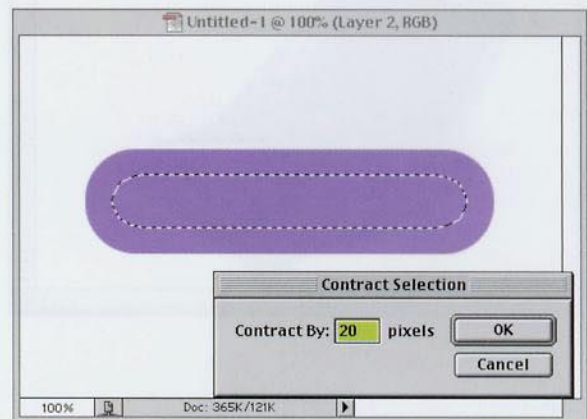 Untitled-1 @ 100% (Layer 2, RGB)
Contract Selection
Contract By: 20 pixels OK
Cancel
100% Doc: 365K/121K